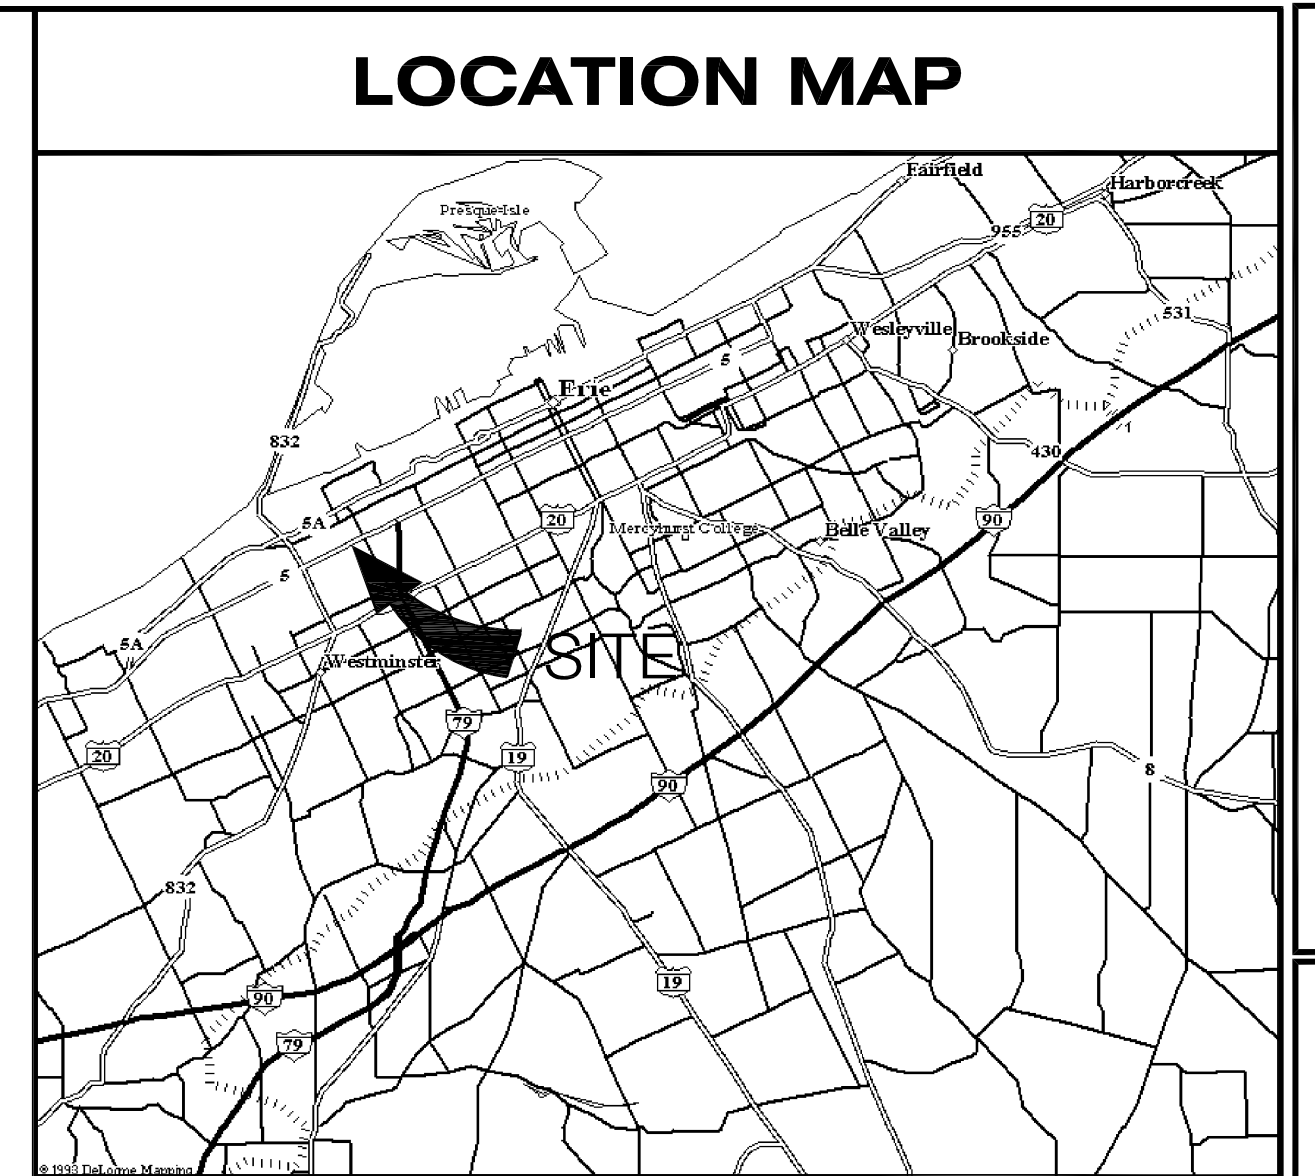 LOCATION MAP
Fairfield
Harborcreek
Presque Isle
20
955
531
Wesleyville
Brookside
5
Erie
832
430
5A
20
90
Mercyhurst College
Belle Valley
5
5A
SITE
Westminster
79
19
20
90
8
832
19
90
79
© 1993 DeLorme Mapping